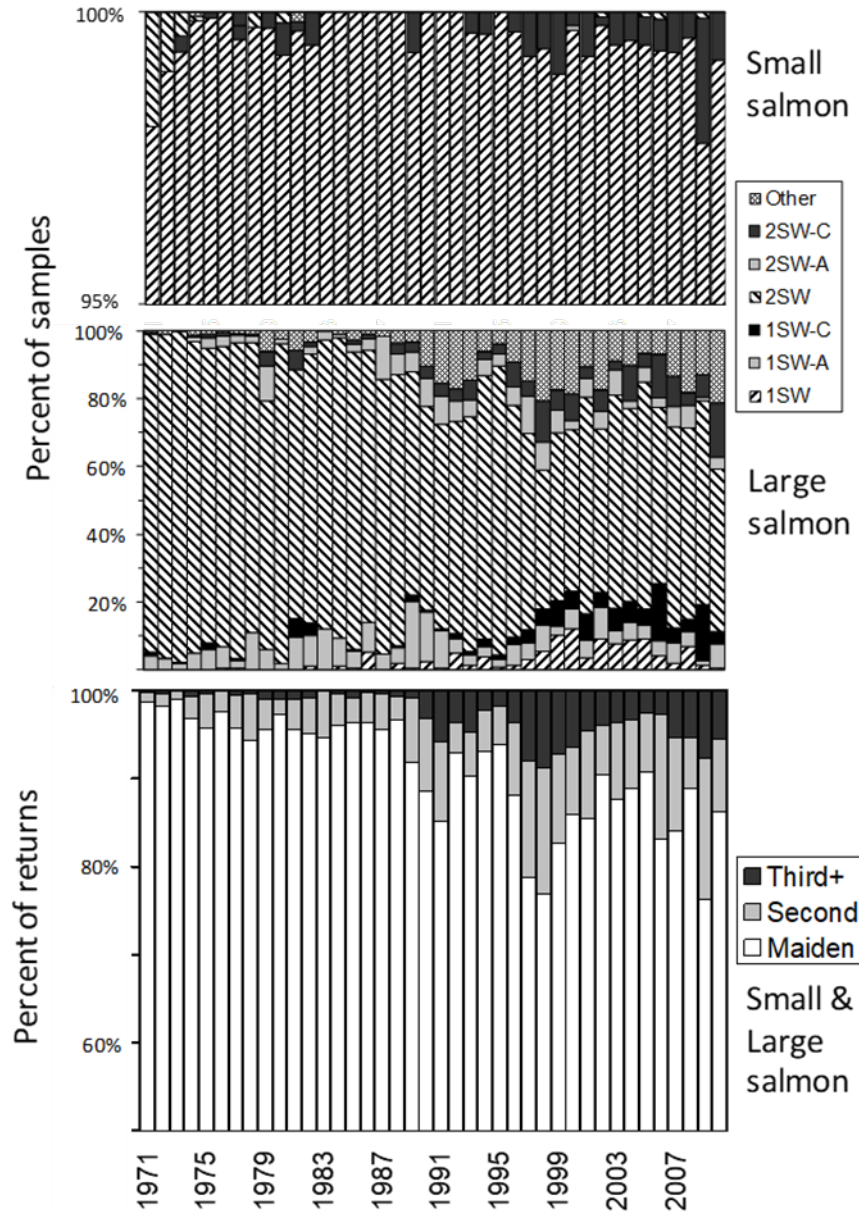 100%
95%
Small
salmon
Percent of samples
Other
2SW-C
2SW-A
2SW
1SW-C
1SW-A
1SW
100%
80%
60%
40%
20%
Large
salmon
Percent of returns
100%
80%
60%
Third+
Second
Maiden
Small &
Large
salmon
1971
1975
1979
1983
1987
1991
1995
1999
2003
2007